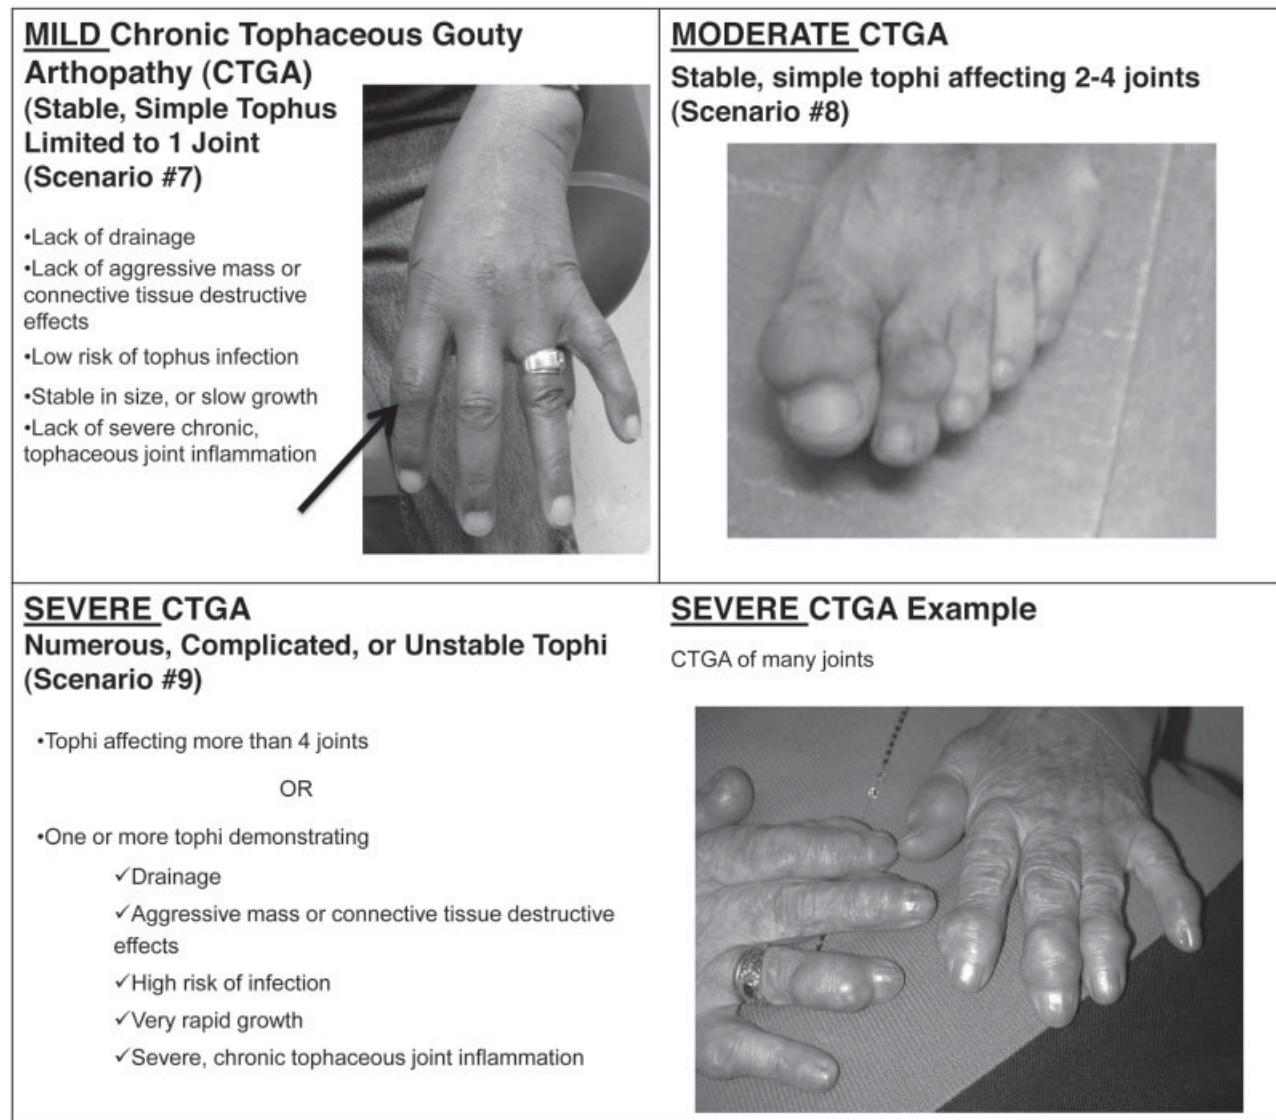 MILD Chronic Tophaceous Gouty
Arthopathy (CTGA)
(Stable, Simple Tophus
Limited to 1 Joint
(Scenario #7)
•Lack of drainage
•Lack of aggressive mass or
connective tissue destructive
effects
•Low risk of tophus infection
•Stable in size, or slow growth
•Lack of severe chronic,
tophaceous joint inflammation
MODERATE CTGA
Stable, simple tophi affecting 2-4 joints
(Scenario #8)
SEVERE CTGA
Numerous, Complicated, or Unstable Tophi
(Scenario #9)
•Tophi affecting more than 4 joints
OR
•One or more tophi demonstrating
✓Drainage
✓Aggressive mass or connective tissue destructive
effects
✓High risk of infection
✓Very rapid growth
✓Severe, chronic tophaceous joint inflammation
SEVERE CTGA Example
CTGA of many joints